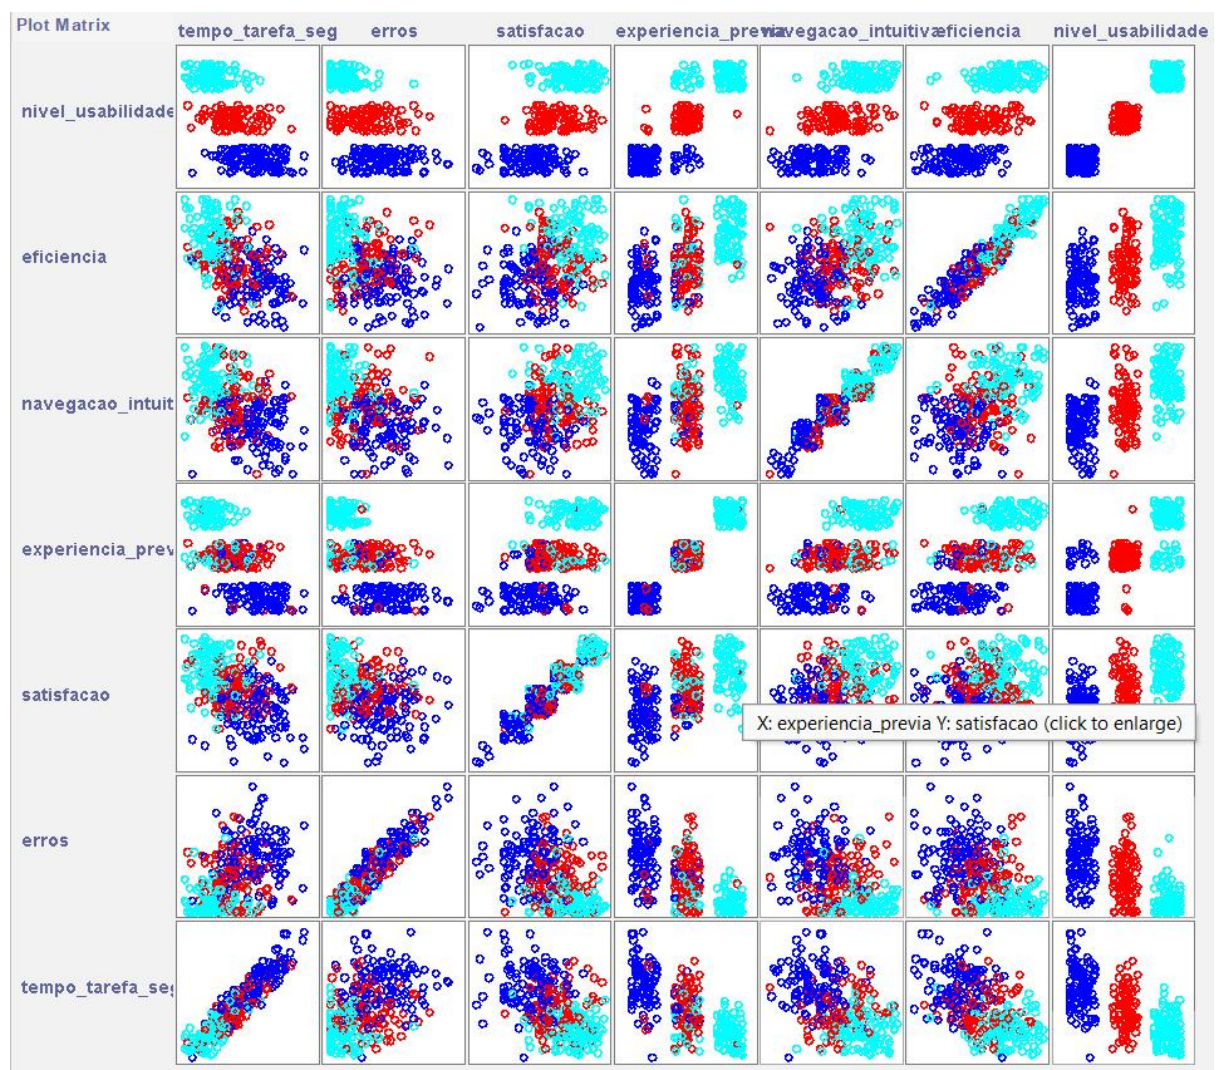 Plot Matrix
tempo_tarefa_seg erros satisfacao experiencia_previa navegacao_intuitiva eficiencia nivel_usabilidade
nivel_usabilidade
eficiencia
navegacao_intuit
experiencia_prev
satisfacao
X: experiencia_previa Y: satisfacao (click to enlarge)
erros
tempo_tarefa_seg